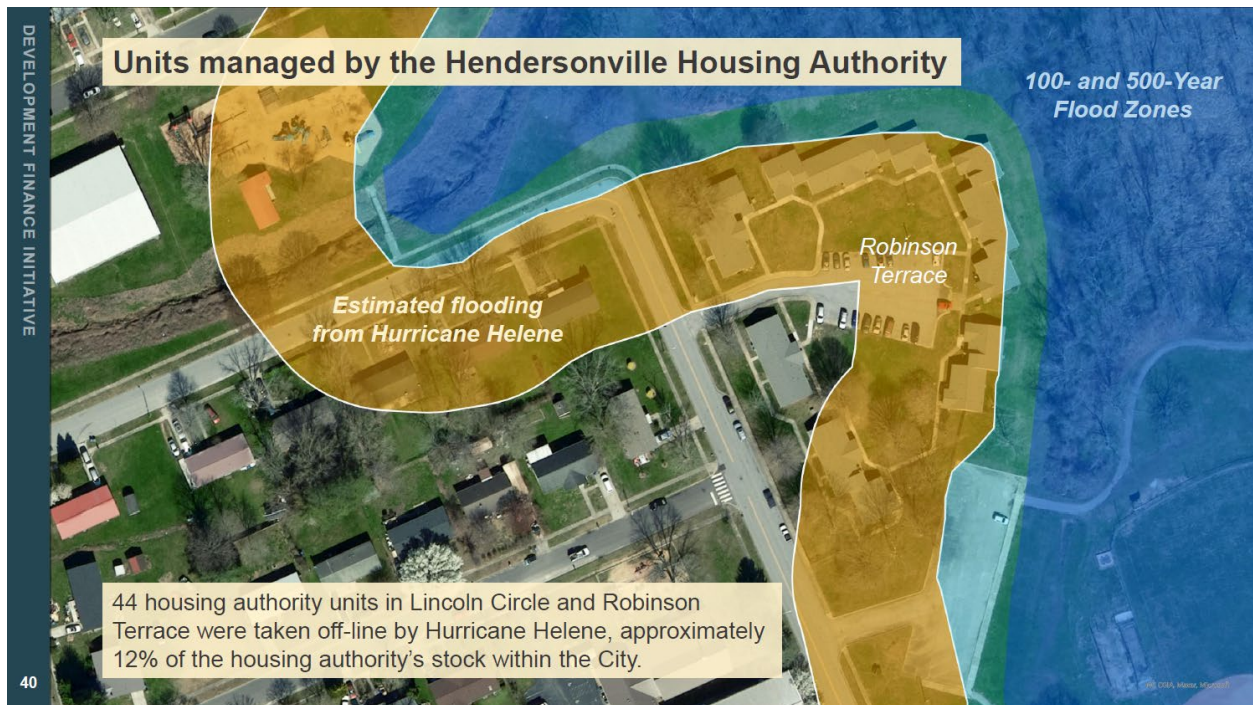 DEVELOPMENT FINANCE INITIATIVE
Units managed by the Hendersonville Housing Authority
100- and 500-Year
Flood Zones
Robinson
Terrace
Estimated flooding
from Hurricane Helene
44 housing authority units in Lincoln Circle and Robinson
Terrace were taken off-line by Hurricane Helene, approximately
12% of the housing authority’s stock within the City.
40
Maxar, Microsoft